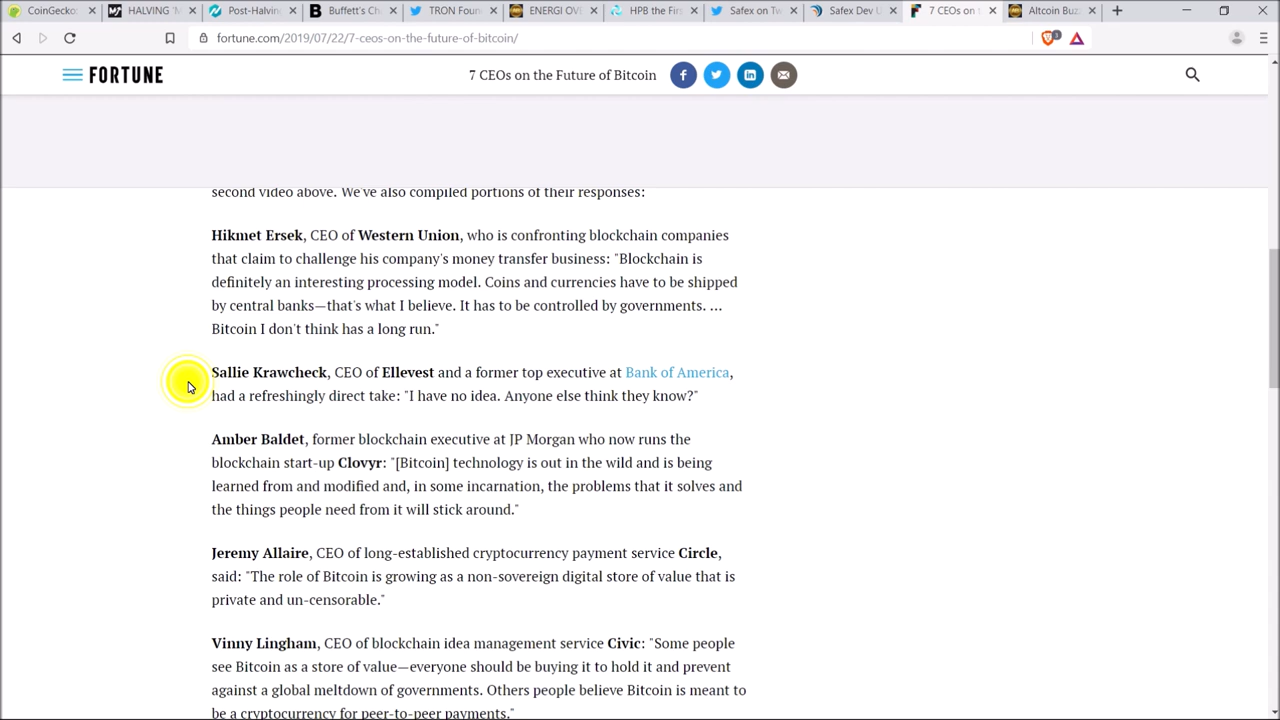 CoinGecko:
HALVING "M
Post-Halvin
Buffett's Ch
TRON Foun
ENERGI OV
HPB the Firs
Safex on Tw
Safex Dev U
7 CEOs on t
Altcoin Buz
fortune.com/2019/07/22/7-ceos-on-the-future-of-bitcoin/
3
FORTUNE
7 CEOs on the Future of Bitcoin
second video above. We've also compiled portions of their responses:
Hikmet Ersek, CEO of Western Union, who is confronting blockchain companies
that claim to challenge his company's money transfer business: "Blockchain is
definitely an interesting processing model. Coins and currencies have to be shipped
by central banks—that's what I believe. It has to be controlled by governments. …
Bitcoin I don't think has a long run."
Sallie Krawcheck, CEO of Ellevest and a former top executive at Bank of America,
had a refreshingly direct take: "I have no idea. Anyone else think they know?"
Amber Baldet, former blockchain executive at JP Morgan who now runs the
blockchain start-up Clovyr: "[Bitcoin] technology is out in the wild and is being
learned from and modified and, in some incarnation, the problems that it solves and
the things people need from it will stick around."
Jeremy Allaire, CEO of long-established cryptocurrency payment service Circle,
said: "The role of Bitcoin is growing as a non-sovereign digital store of value that is
private and un-censorable."
Vinny Lingham, CEO of blockchain idea management service Civic: "Some people
see Bitcoin as a store of value—everyone should be buying it to hold it and prevent
against a global meltdown of governments. Others people believe Bitcoin is meant to
be a cryptocurrency for peer-to-peer payments."